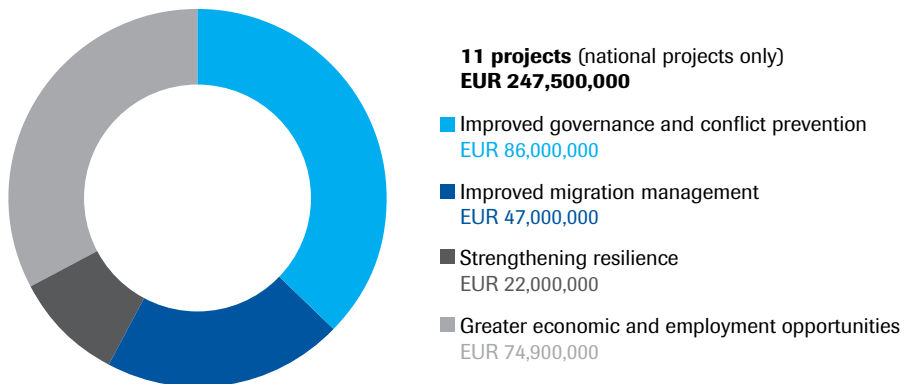 11 projects (national projects only)
EUR 247,500,000
Improved governance and conflict prevention
EUR 86,000,000
Improved migration management
EUR 47,000,000
Strengthening resilience
EUR 22,000,000
Greater economic and employment opportunities
EUR 74,900,000